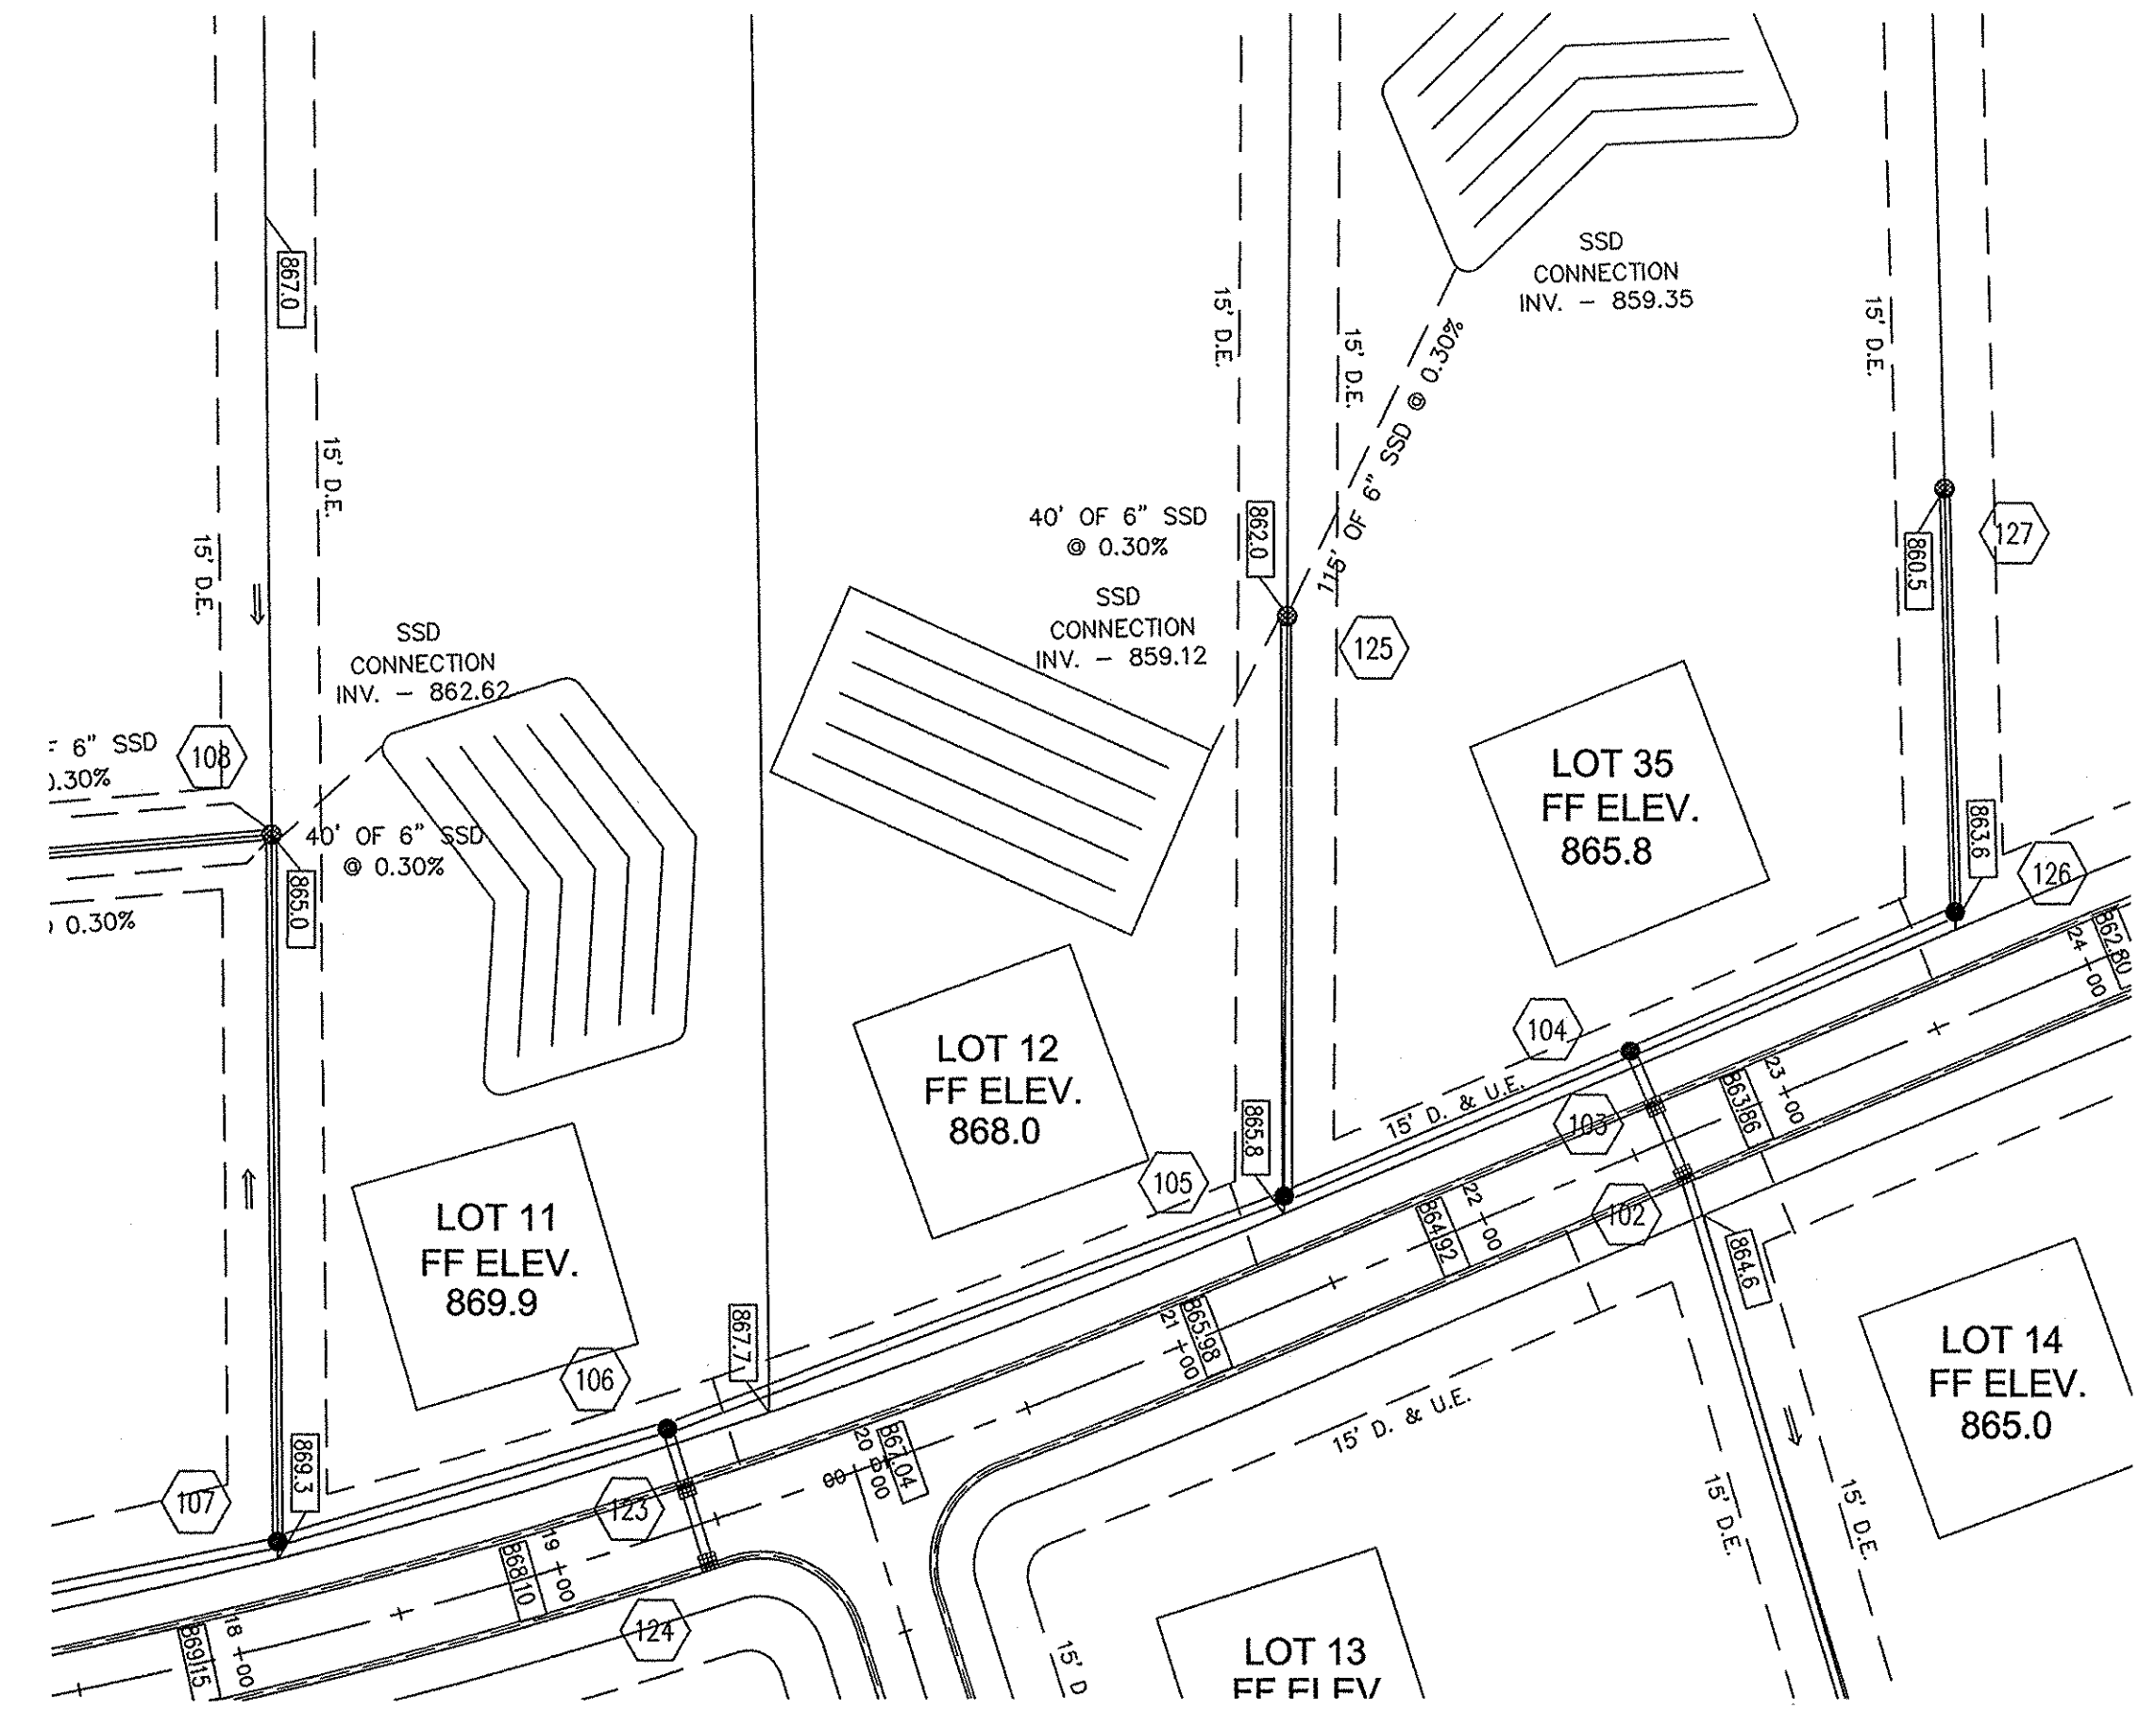 SSD
CONNECTION
INV. - 859.35
867.0
15' D.E.
15' D.E.
15' D.E.
115' OF 6" SSD @ 0.30%
15' D.E.
15' D.E.
15' D.E.
40' OF 6" SSD
@ 0.30%
862.0
127
860.5
SSD
CONNECTION
INV. - 859.12
125
SSD
CONNECTION
INV. - 862.62
6" SSD
0.30%
108
40' OF 6" SSD
@ 0.30%
865.0
0.30%
LOT 35
FF ELEV.
865.8
863.6
126
862.80
24+00
104
LOT 12
FF ELEV.
868.0
15' D. & U.E.
103
863.86
23+00
865.8
105
102
864.92
22+00
864.6
LOT 11
FF ELEV.
869.9
867.7
865.98
21+00
LOT 14
FF ELEV.
865.0
106
15' D. & U.E.
867.04
20+00
869.3
107
123
15' D.E.
15' D.E.
868.10
19+00
124
869.15
18+00
15' D
LOT 13
FF ELEV